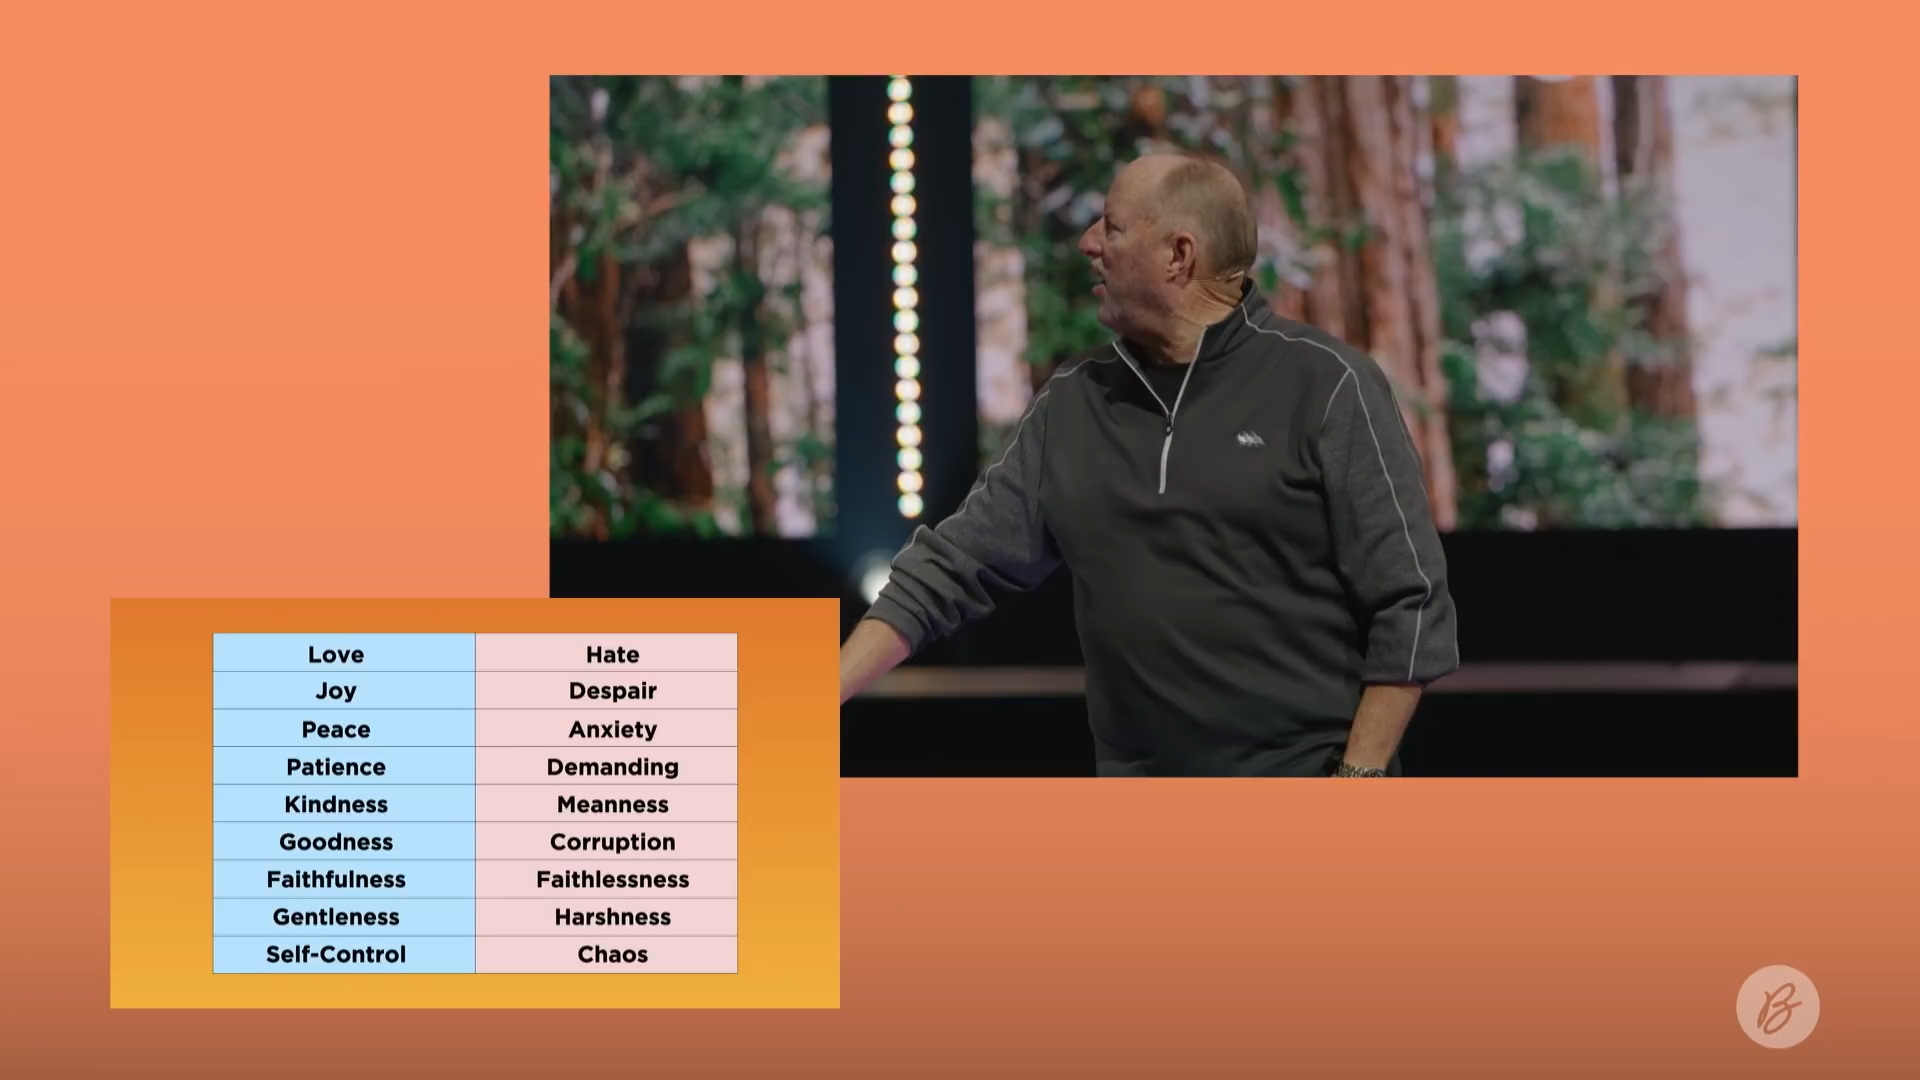 Love Hate
Joy Despair
Peace Anxiety
Patience Demanding
Kindness Meanness
Goodness Corruption
Faithfulness Faithlessness
Gentleness Harshness
Self-Control Chaos
B